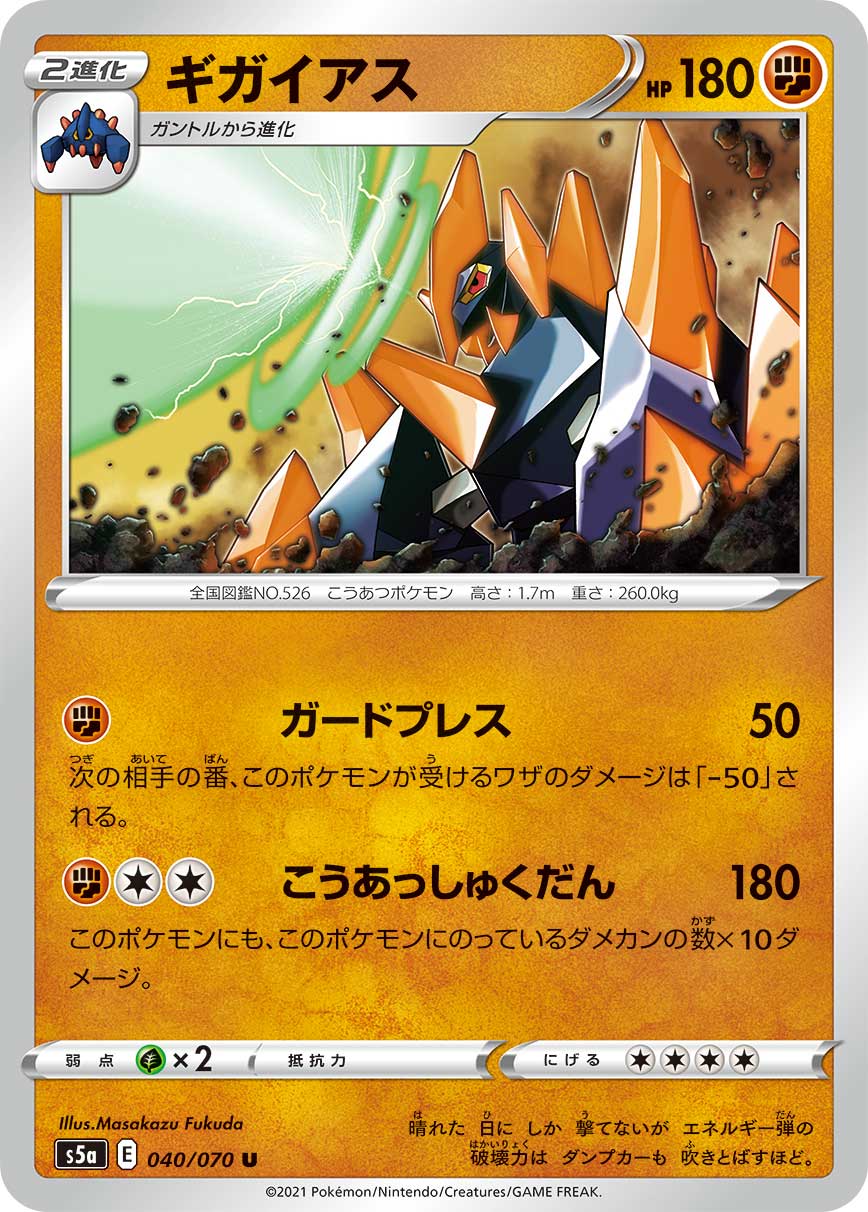 2進化
ギガイアス
HP 180
ガントルから進化
全国図鑑NO.526 こうあつポケモン 高さ：1.7m 重さ：260.0kg
ガードプレス 50
次の相手の番、このポケモンが受けるワザのダメージは「-50」さ
れる。
こうあっしゅくだん 180
このポケモンにも、このポケモンにのっているダメカンの数×10ダ
メージ。
弱点 ×2 抵抗力 にげる
Illus.Masakazu Fukuda
晴れた 日に しか 撃てないが エネルギー弾の
破壊力は ダンプカーも 吹きとばすほど。
s5a E 040/070 U
©2021 Pokémon/Nintendo/Creatures/GAME FREAK.